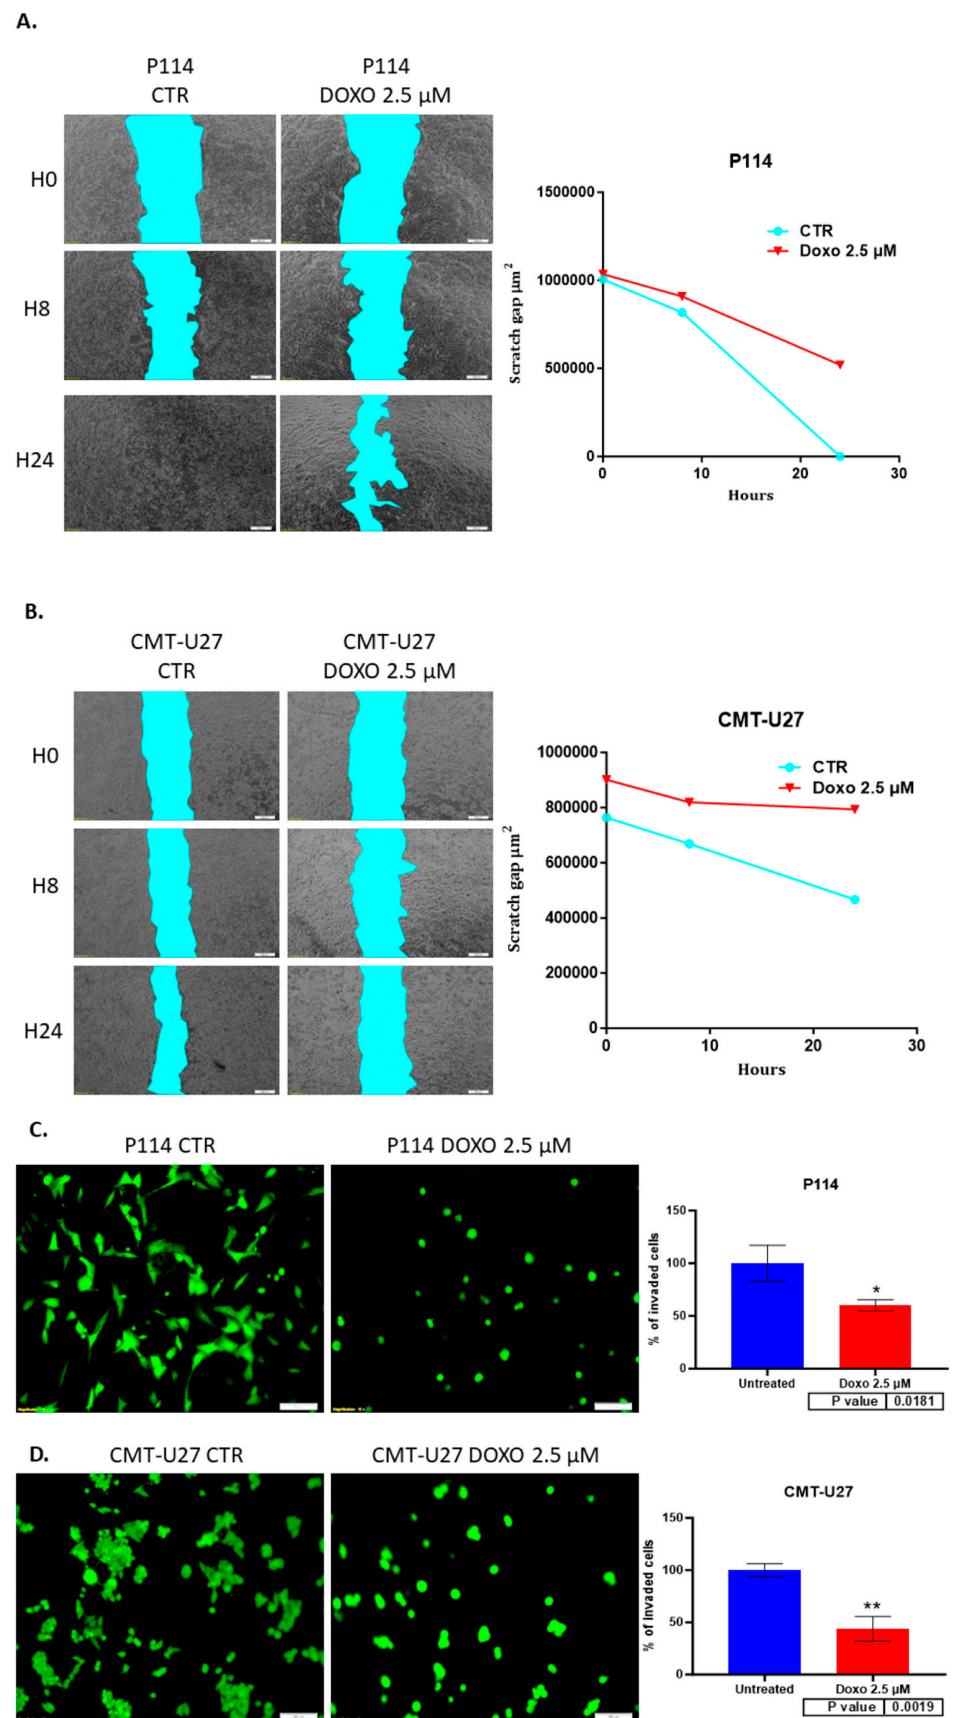 A.
P114
CTR
P114
DOXO 2.5 µM
H0
H8
H24
P114
1500000
1000000
500000
0
0
10
20
30
Scratch gap µm²
Hours
CTR
Doxo 2.5 µM
B.
CMT-U27
CTR
CMT-U27
DOXO 2.5 µM
H0
H8
H24
CMT-U27
1000000
800000
600000
400000
200000
0
0
10
20
30
Scratch gap µm²
Hours
CTR
Doxo 2.5 µM
C.
P114 CTR
P114 DOXO 2.5 µM
P114
150
100
50
0
% of invaded cells
*
Untreated
Doxo 2.5 µM
P value 0.0181
D.
CMT-U27 CTR
CMT-U27 DOXO 2.5 µM
CMT-U27
150
100
50
0
% of invaded cells
**
Untreated
Doxo 2.5 µM
P value 0.0019